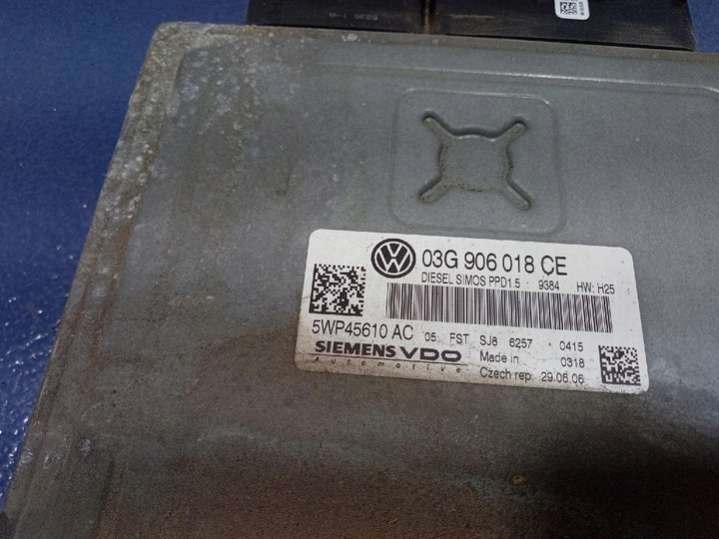 03G 906 018 CE
DIESEL SIMOS PPD1.5 9384 HW: H25
5WP45610 AC 05 FST SJ8 6257 0415
SIEMENS VDO Made in 0318
Automotive Czech rep. 29.06.06